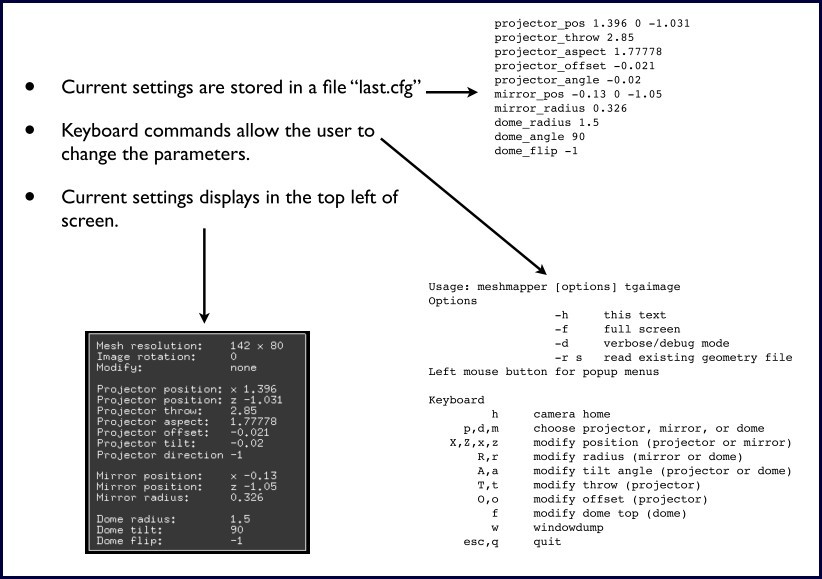 projector_pos 1.396 0 -1.031
projector_throw 2.85
projector_aspect 1.77778
projector_offset -0.021
projector_angle -0.02
mirror_pos -0.13 0 -1.05
mirror_radius 0.326
dome_radius 1.5
dome_angle 90
dome_flip -1
• Current settings are stored in a file “last.cfg”
• Keyboard commands allow the user to
change the parameters.
• Current settings displays in the top left of
screen.
Mesh resolution: 142 x 80
Image rotation: 0
Modify: none
Projector position: x 1.396
Projector position: z -1.031
Projector throw: 2.85
Projector aspect: 1.77778
Projector offset: -0.021
Projector tilt: -0.02
Projector direction -1
Mirror position: x -0.13
Mirror position: z -1.05
Mirror radius: 0.326
Dome radius: 1.5
Dome tilt: 90
Dome flip: -1
Usage: meshmapper [options] tgaimage
Options
-h this text
-f full screen
-d verbose/debug mode
-r s read existing geometry file
Left mouse button for popup menus
Keyboard
h camera home
p,d,m choose projector, mirror, or dome
X,Z,x,z modify position (projector or mirror)
R,r modify radius (mirror or dome)
A,a modify tilt angle (projector or dome)
T,t modify throw (projector)
O,o modify offset (projector)
f modify dome top (dome)
w windowdump
esc,q quit